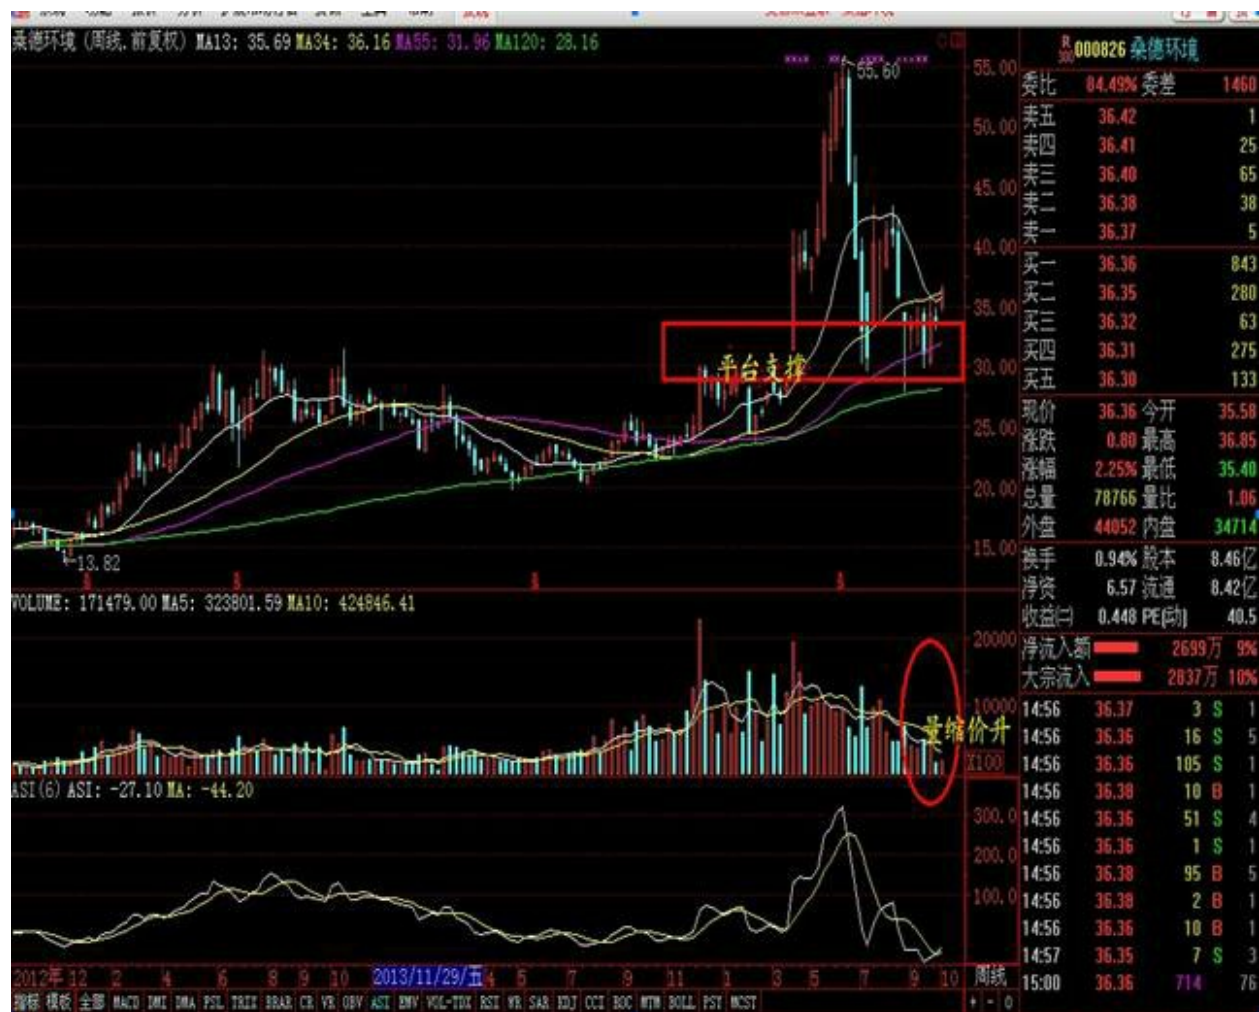 桑德环境 (周线.前复权) MA13: 35.69 MA34: 36.16 MA55: 31.96 MA120: 28.16
55.60
55.00
50.00
45.00
40.00
35.00
30.00
25.00
20.00
15.00
平台支撑
13.82
VOLUME: 171479.00 MA5: 323801.59 MA10: 424846.41
20000
10000
X100
量缩价升
ASI(6) ASI: -27.10 MA: -44.20
300.0
200.0
100.0
2012年 12 2 4 6 8 10 2013/11/29/五 4 5 7 9 11 1 3 5 7 9 10 周线
指标 模板 全部 MACD DMI DMA PSL TRIX BRAR CR VR OBV ASI EMV VOL-TDX RSI WR SAR KDJ CCI ROC MTM BOLL PSY MCST + - 0
R 300 000826 桑德环境
委比 84.49% 委差 1460
卖五 36.42 1
卖四 36.41 25
卖三 36.40 65
卖二 36.38 38
卖一 36.37 5
买一 36.36 843
买二 36.35 280
买三 36.32 63
买四 36.31 275
买五 36.30 133
现价 36.36 今开 35.58
涨跌 0.80 最高 36.85
涨幅 2.25% 最低 35.40
总量 78766 量比 1.06
外盘 44052 内盘 34714
换手 0.94% 股本 8.46亿
净资 6.57 流通 8.42亿
收益(二) 0.448 PE(动) 40.5
净流入额 2699万 9%
大宗流入 2837万 10%
14:56 36.37 3 S 1
14:56 36.36 16 S 5
14:56 36.36 105 S 1
14:56 36.38 10 B 1
14:56 36.36 51 S 4
14:56 36.36 1 S 1
14:56 36.38 95 B 5
14:56 36.38 2 B 1
14:56 36.36 10 B 1
14:57 36.35 7 S 3
15:00 36.36 714 76